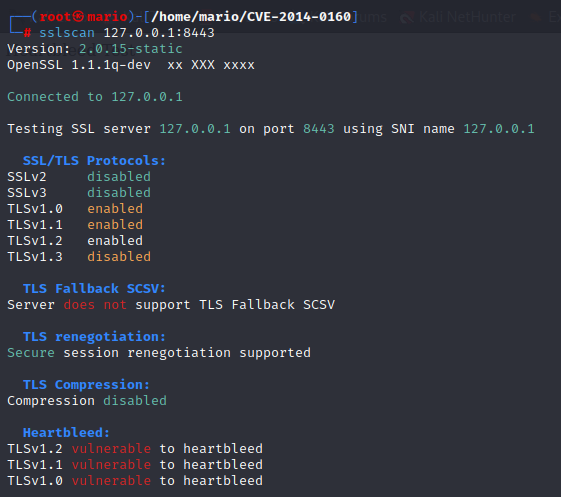 (root㉿mario)-[/home/mario/CVE-2014-0160]
# sslscan 127.0.0.1:8443
Version: 2.0.15-static
OpenSSL 1.1.1q-dev  xx XXX xxxx
Connected to 127.0.0.1
Testing SSL server 127.0.0.1 on port 8443 using SNI name 127.0.0.1
SSL/TLS Protocols:
SSLv2     disabled
SSLv3     disabled
TLSv1.0   enabled
TLSv1.1   enabled
TLSv1.2   enabled
TLSv1.3   disabled
TLS Fallback SCSV:
Server does not support TLS Fallback SCSV
TLS renegotiation:
Secure session renegotiation supported
TLS Compression:
Compression disabled
Heartbleed:
TLSv1.2 vulnerable to heartbleed
TLSv1.1 vulnerable to heartbleed
TLSv1.0 vulnerable to heartbleed